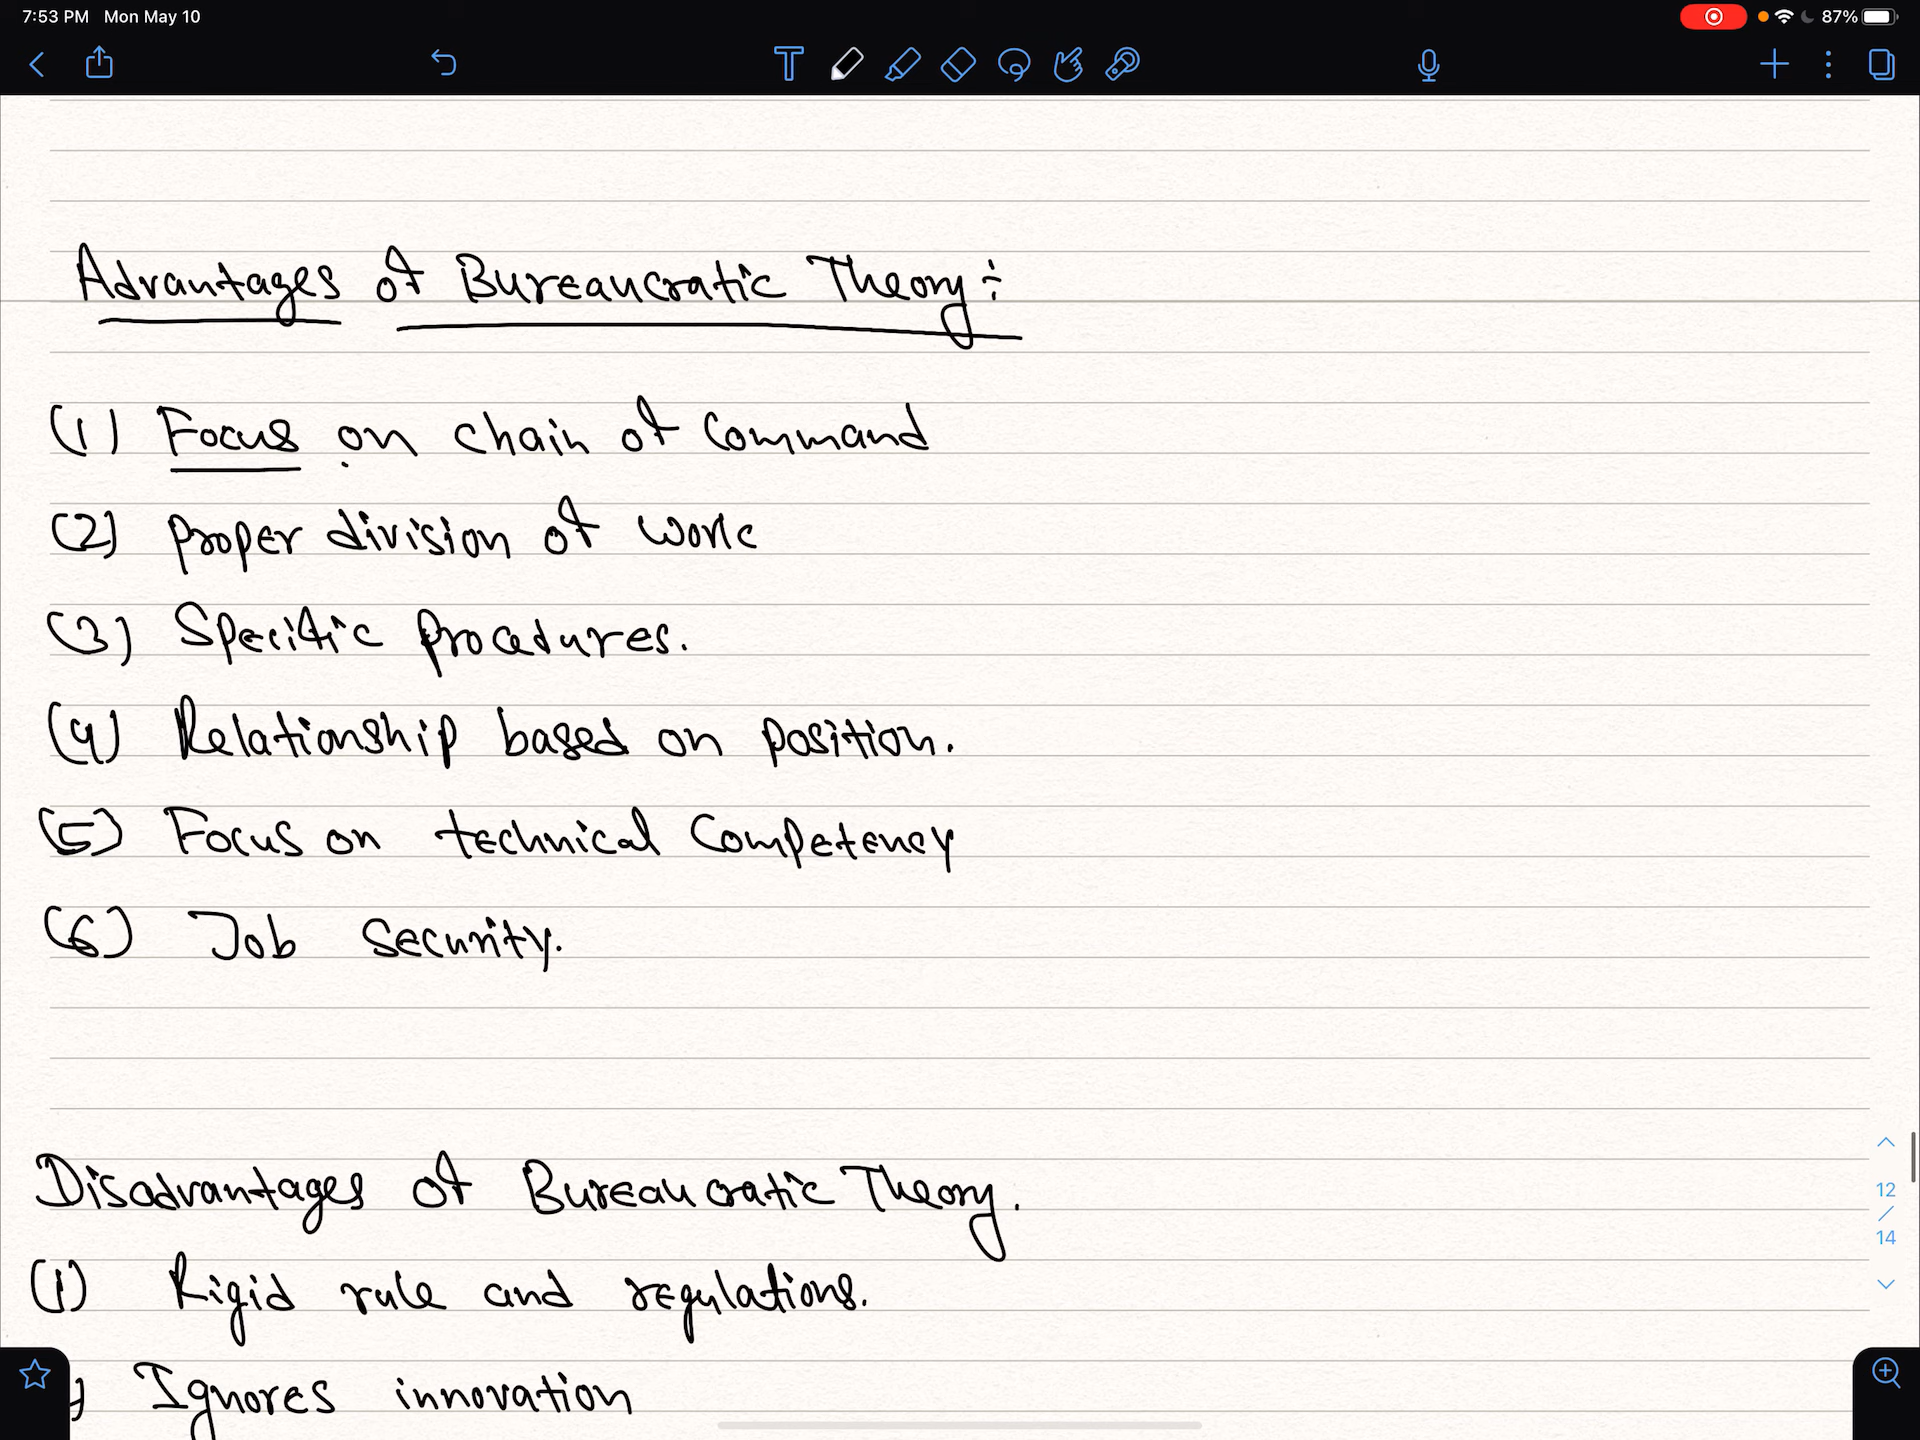 7:53 PM Mon May 10
87%
Advantages of Bureaucratic Theory:
(1) Focus on chain of Command
(2) Proper division of work
(3) Specific procedures.
(4) Relationship based on position.
(5) Focus on technical Competency
(6) Job Security.
Disadvantages of Bureaucratic Theory.
(1) Rigid rule and regulations.
) Ignores innovation
12
/
14